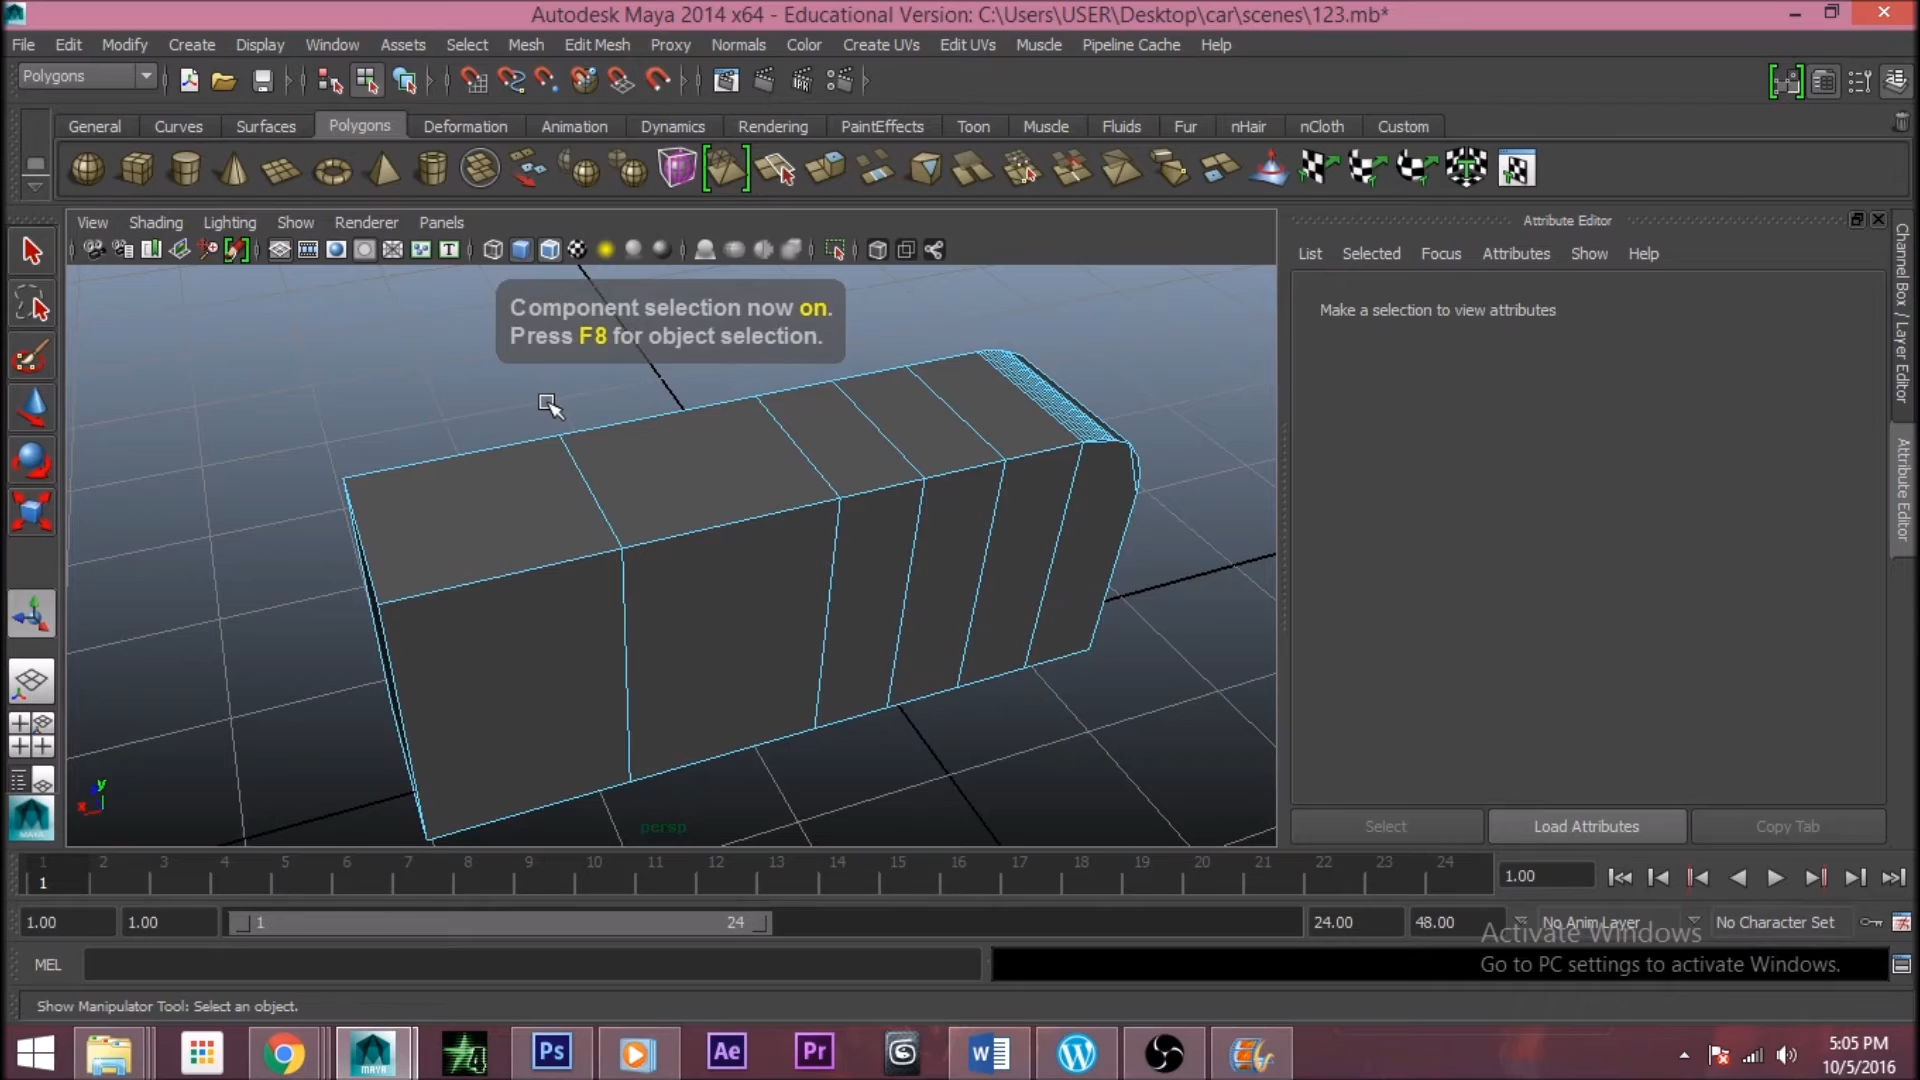 Autodesk Maya 2014 x64 - Educational Version: C:\Users\USER\Desktop\car\scenes\123.mb*
File Edit Modify Create Display Window Assets Select Mesh Edit Mesh Proxy Normals Color Create UVs Edit UVs Muscle Pipeline Cache Help
Polygons
IPR
General Curves Surfaces Polygons Deformation Animation Dynamics Rendering PaintEffects Toon Muscle Fluids Fur nHair nCloth Custom
View Shading Lighting Show Renderer Panels
T
Component selection now on.
Press F8 for object selection.
persp
y
x
Attribute Editor
List Selected Focus Attributes Show Help
Make a selection to view attributes
Select Load Attributes Copy Tab
Channel Box / Layer Editor
Attribute Editor
MAYA
1 2 3 4 5 6 7 8 9 10 11 12 13 14 15 16 17 18 19 20 21 22 23 24
1
1.00
1.00 1.00 1 24 24.00 48.00 No Anim Layer No Character Set
Activate Windows
Go to PC settings to activate Windows.
MEL
Show Manipulator Tool: Select an object.
MAYA Ps Ae Pr W
5:05 PM
10/5/2016